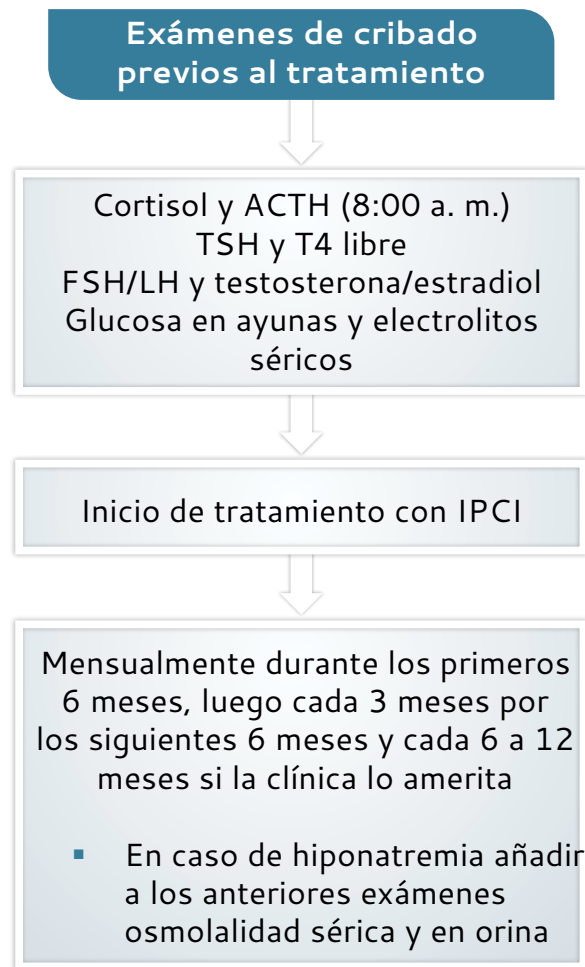 Exámenes de cribado
previos al tratamiento
Cortisol y ACTH (8:00 a. m.)
TSH y T4 libre
FSH/LH y testosterona/estradiol
Glucosa en ayunas y electrolitos
séricos
Inicio de tratamiento con IPCI
Mensualmente durante los primeros
6 meses, luego cada 3 meses por
los siguientes 6 meses y cada 6 a 12
meses si la clínica lo amerita
▪ En caso de hiponatremia añadir
a los anteriores exámenes
osmolalidad sérica y en orina